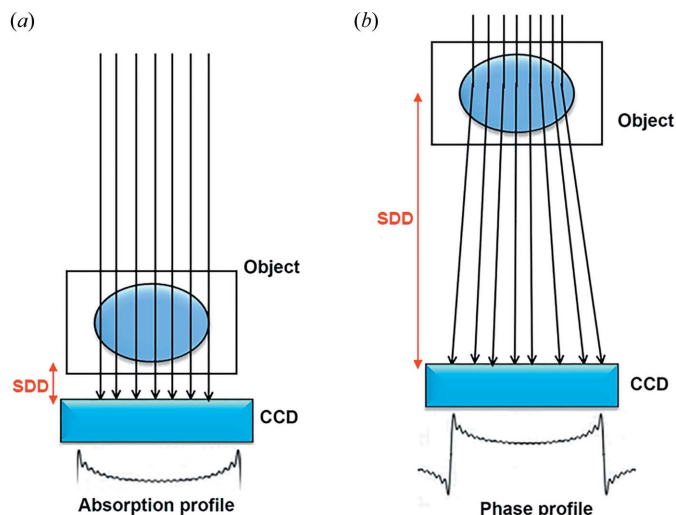 (a)
Object
SDD
CCD
Absorption profile
(b)
Object
SDD
CCD
Phase profile